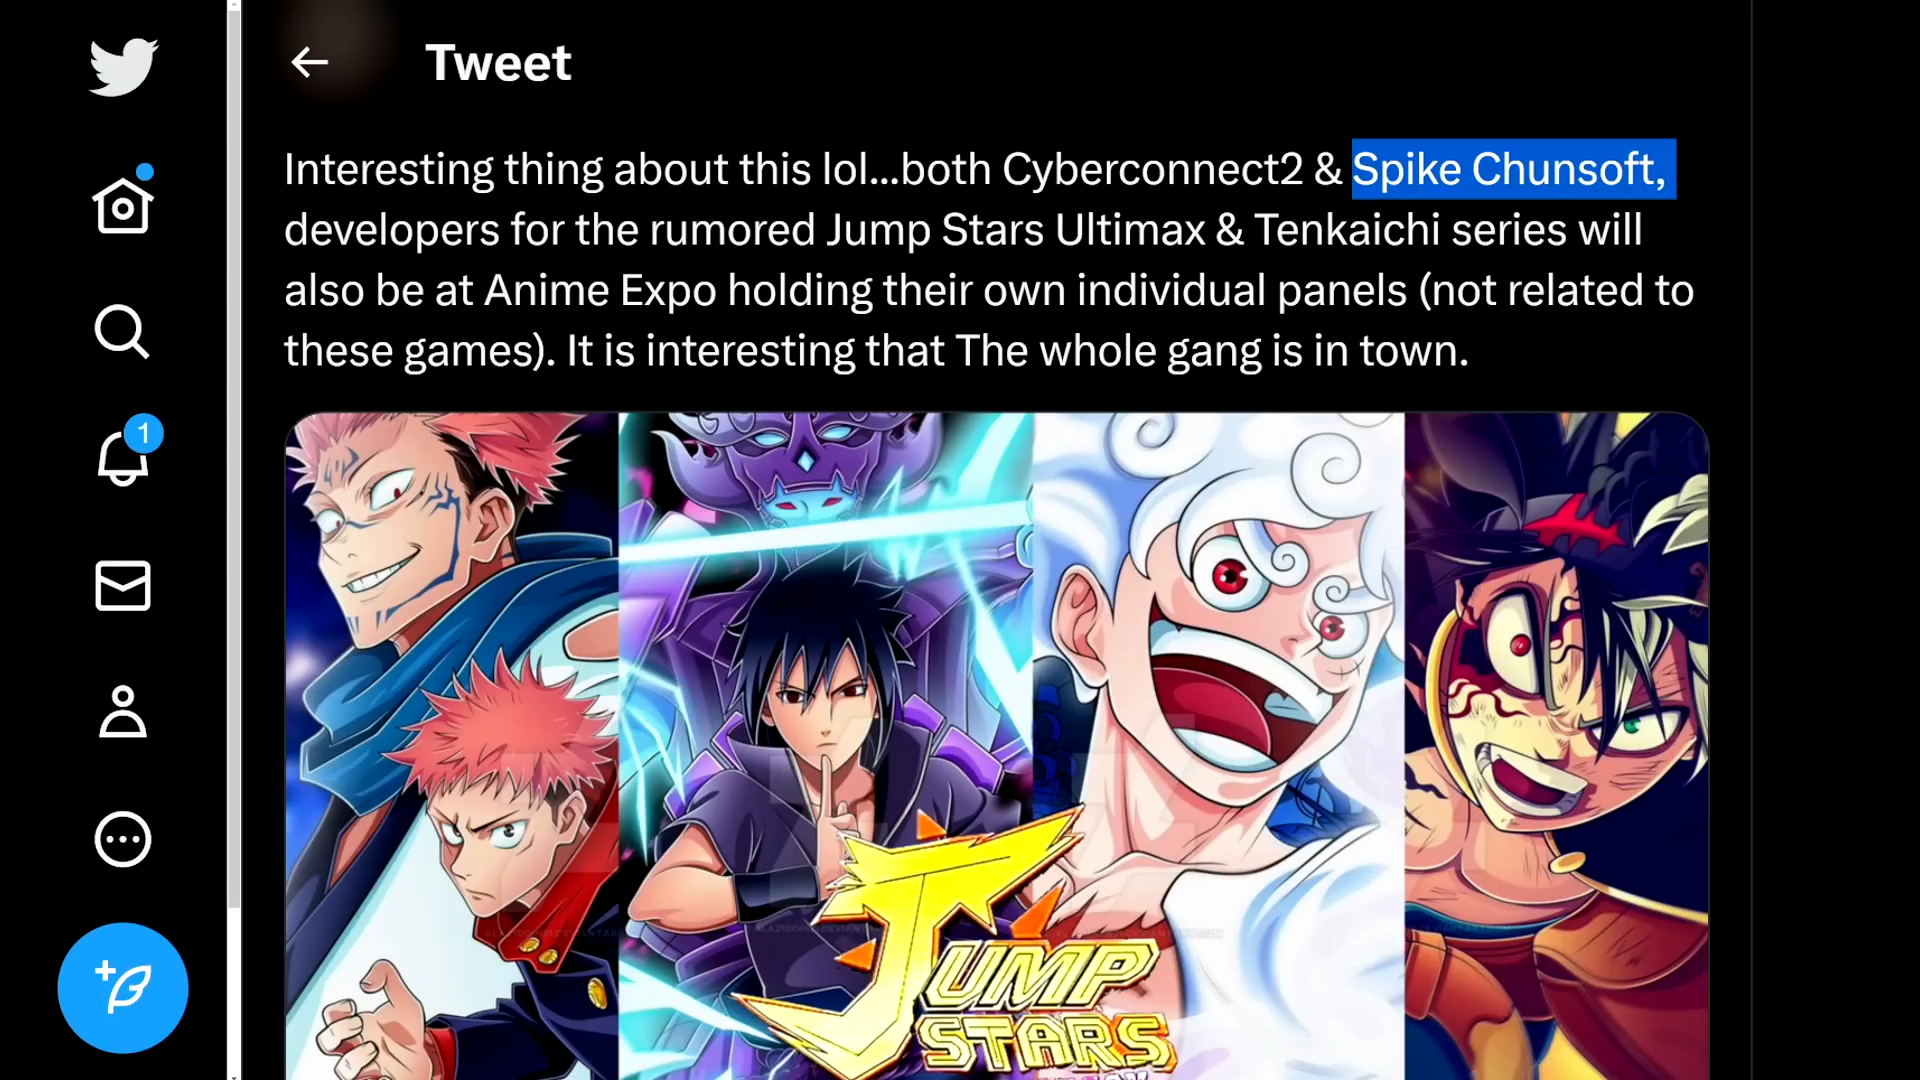 Tweet
Interesting thing about this lol...both Cyberconnect2 & Spike Chunsoft,
developers for the rumored Jump Stars Ultimax & Tenkaichi series will
also be at Anime Expo holding their own individual panels (not related to
these games). It is interesting that The whole gang is in town.
1
JUMP
STARS